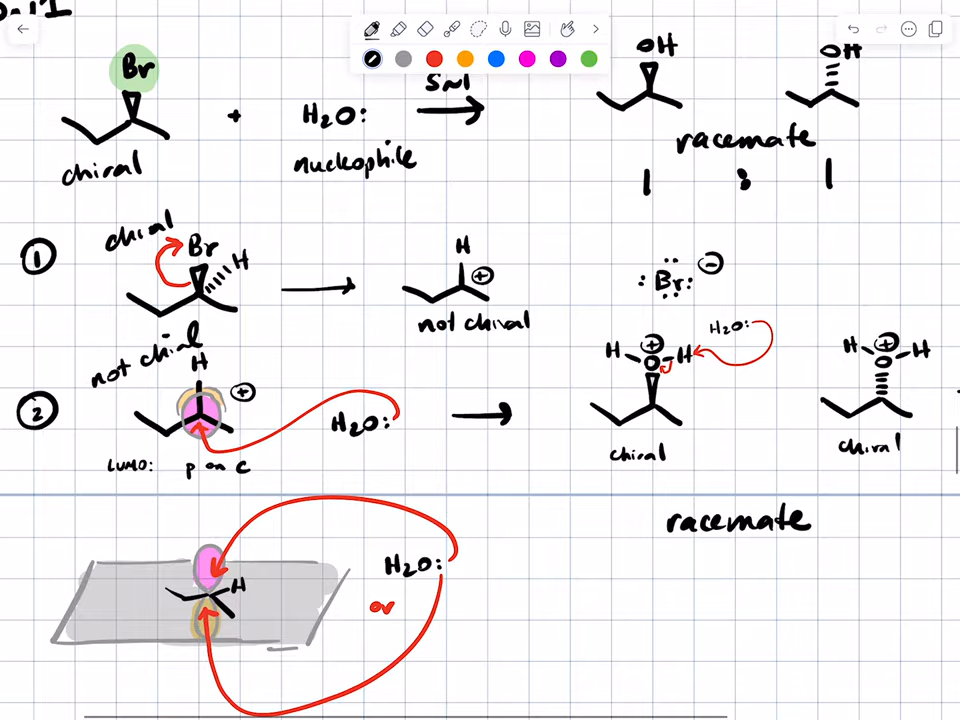 Br
+ H₂O: SN1
chiral nucleophile
OH OH
racemate
1 : 1
① chiral
Br H
H ⊕ :Br: ⊖
not chiral
② not chiral
H ⊕ H₂O:
LUMO: p on C
H-O-H ⊕ H₂O:
chiral
H-O-H ⊕
chiral
racemate
H H₂O:
or